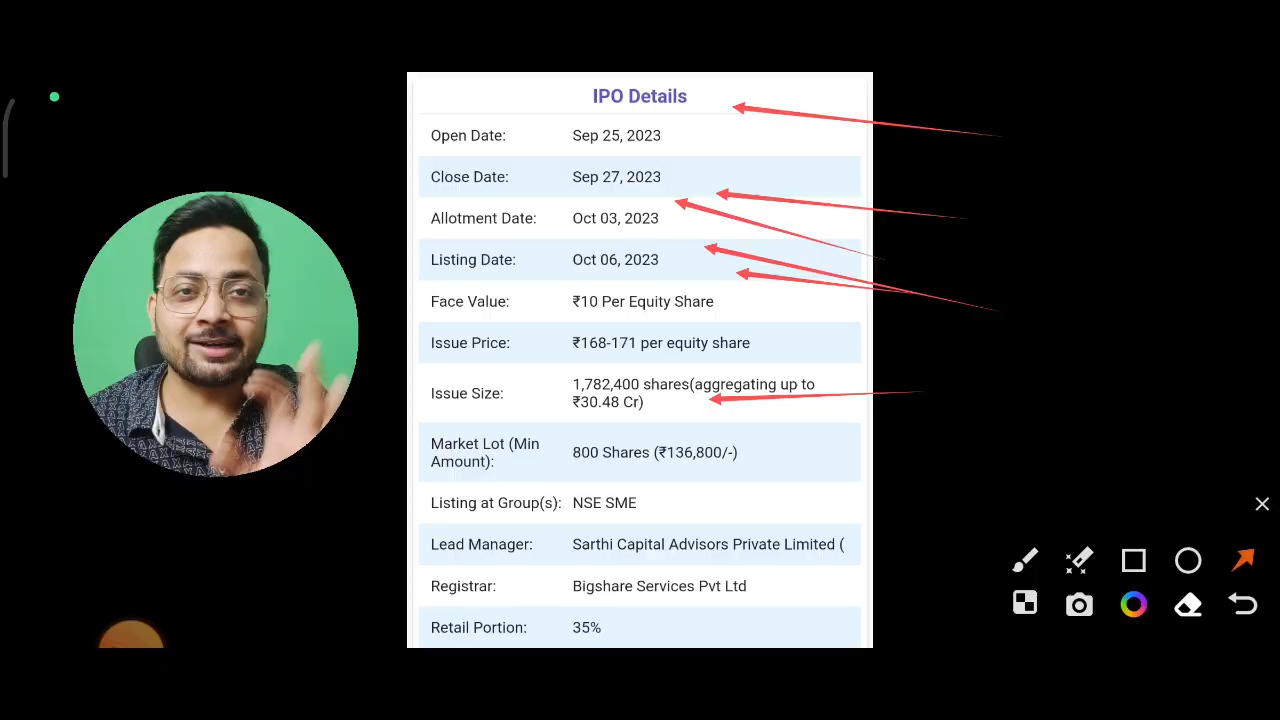 IPO Details
Open Date: Sep 25, 2023
Close Date: Sep 27, 2023
Allotment Date: Oct 03, 2023
Listing Date: Oct 06, 2023
Face Value: ₹10 Per Equity Share
Issue Price: ₹168-171 per equity share
Issue Size: 1,782,400 shares(aggregating up to
₹30.48 Cr)
Market Lot (Min
Amount): 800 Shares (₹136,800/-)
Listing at Group(s): NSE SME
Lead Manager: Sarthi Capital Advisors Private Limited (
Registrar: Bigshare Services Pvt Ltd
Retail Portion: 35%